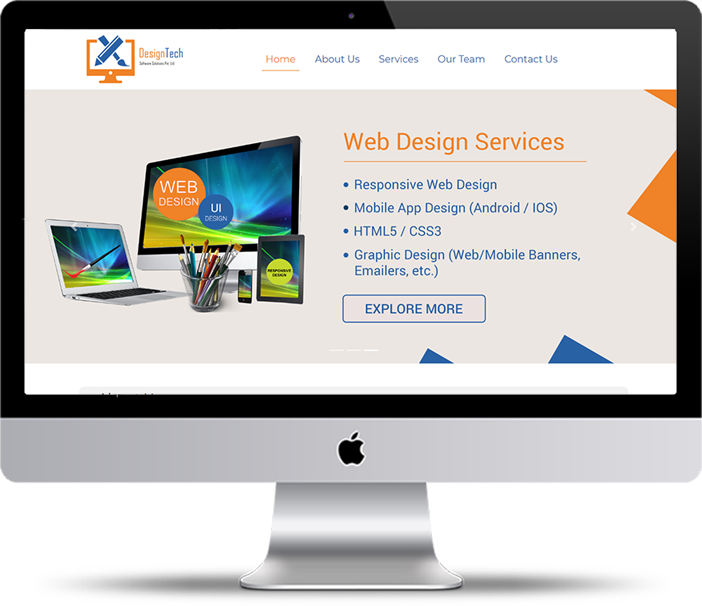 DesignTech
Software Solutions Pvt. Ltd.
Home
About Us
Services
Our Team
Contact Us
Web Design Services
Responsive Web Design
Mobile App Design (Android / IOS)
HTML5 / CSS3
Graphic Design (Web/Mobile Banners,
Emailers, etc.)
EXPLORE MORE
WEB
DESIGN
UI
DESIGN
RESPONSIVE
DESIGN